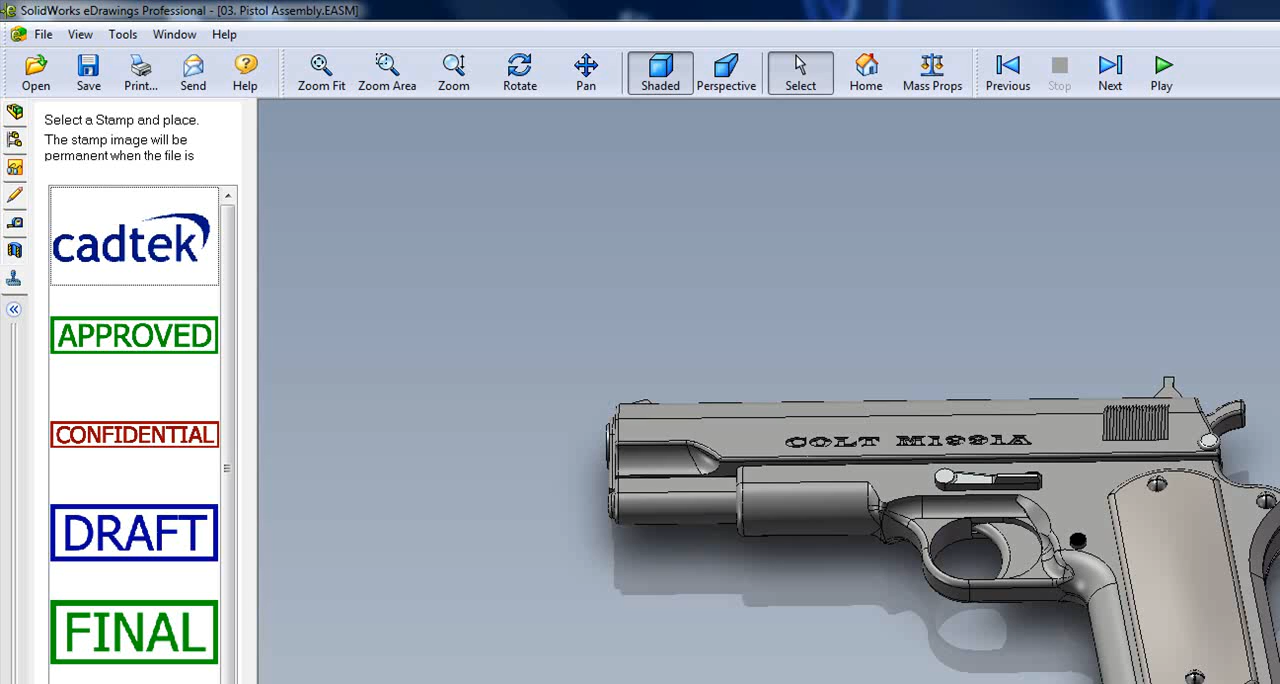 SolidWorks eDrawings Professional - [03. Pistol Assembly.EASM]
File View Tools Window Help
Open Save Print... Send Help Zoom Fit Zoom Area Zoom Rotate Pan Shaded Perspective Select Home Mass Props Previous Stop Next Play
Select a Stamp and place.
The stamp image will be
permanent when the file is
cadtek
APPROVED
CONFIDENTIAL
DRAFT
FINAL
COLT M1991A